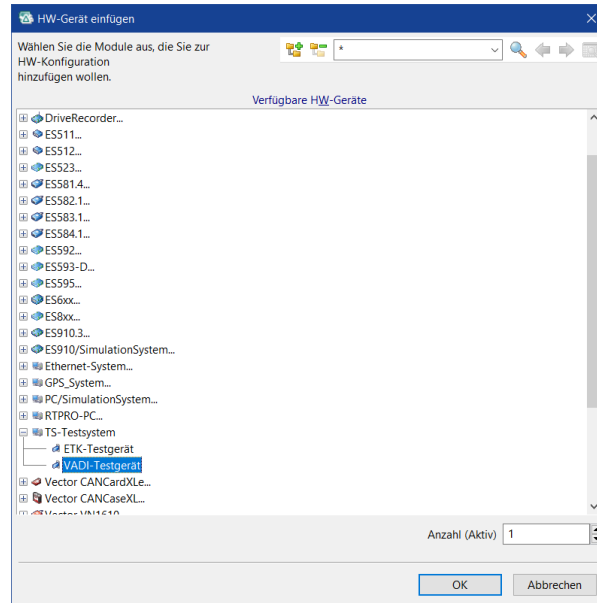 HW-Gerät einfügen
Wählen Sie die Module aus, die Sie zur
HW-Konfiguration
hinzufügen wollen.
*
Verfügbare HW-Geräte
DriveRecorder...
ES511...
ES512...
ES523...
ES581.4...
ES582.1...
ES583.1...
ES584.1...
ES592...
ES593-D...
ES595...
ES6xx...
ES8xx...
ES910.3...
ES910/SimulationSystem...
Ethernet-System...
GPS_System...
PC/SimulationSystem...
RTPRO-PC...
TS-Testsystem
ETK-Testgerät
VADI-Testgerät
Vector CANCardXLe...
Vector CANCaseXL...
Vector VN1610...
Anzahl (Aktiv) 1
OK Abbrechen